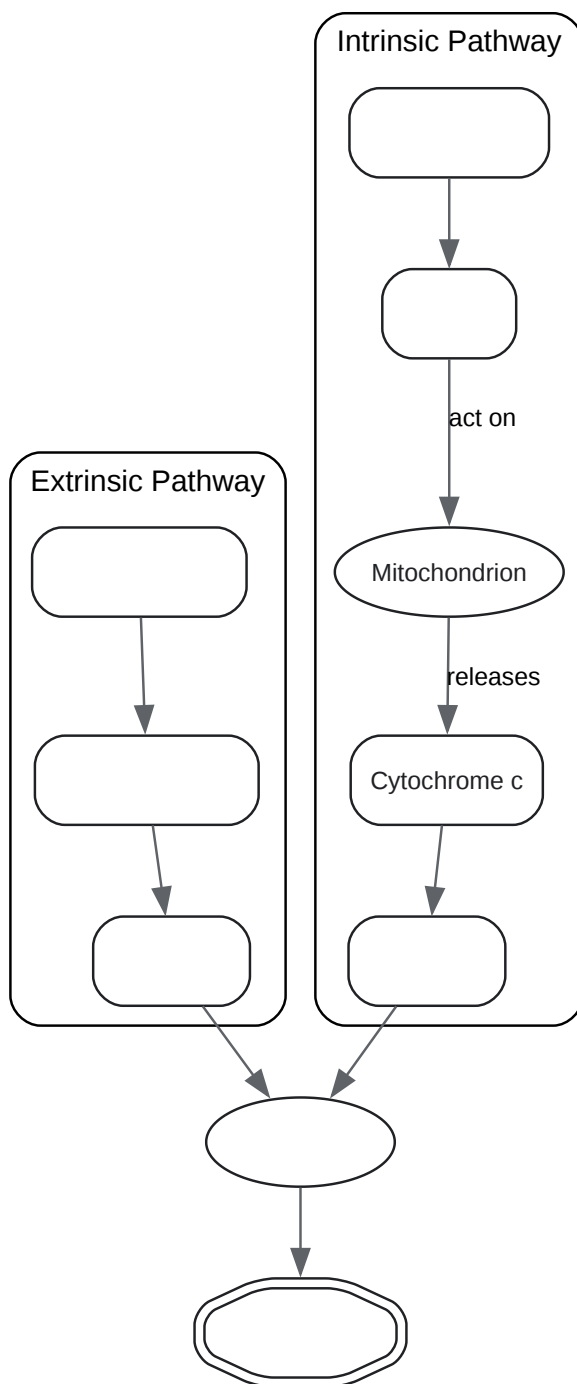 Intrinsic Pathway
act on
Extrinsic Pathway
Mitochondrion
releases
Cytochrome c